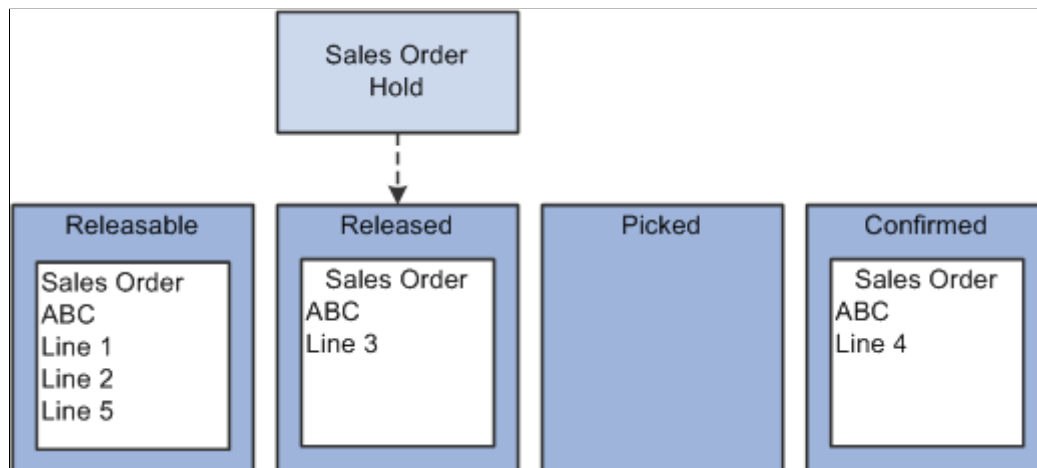 Sales Order
Hold
Releasable
Sales Order
ABC
Line 1
Line 2
Line 5
Released
Sales Order
ABC
Line 3
Picked
Confirmed
Sales Order
ABC
Line 4